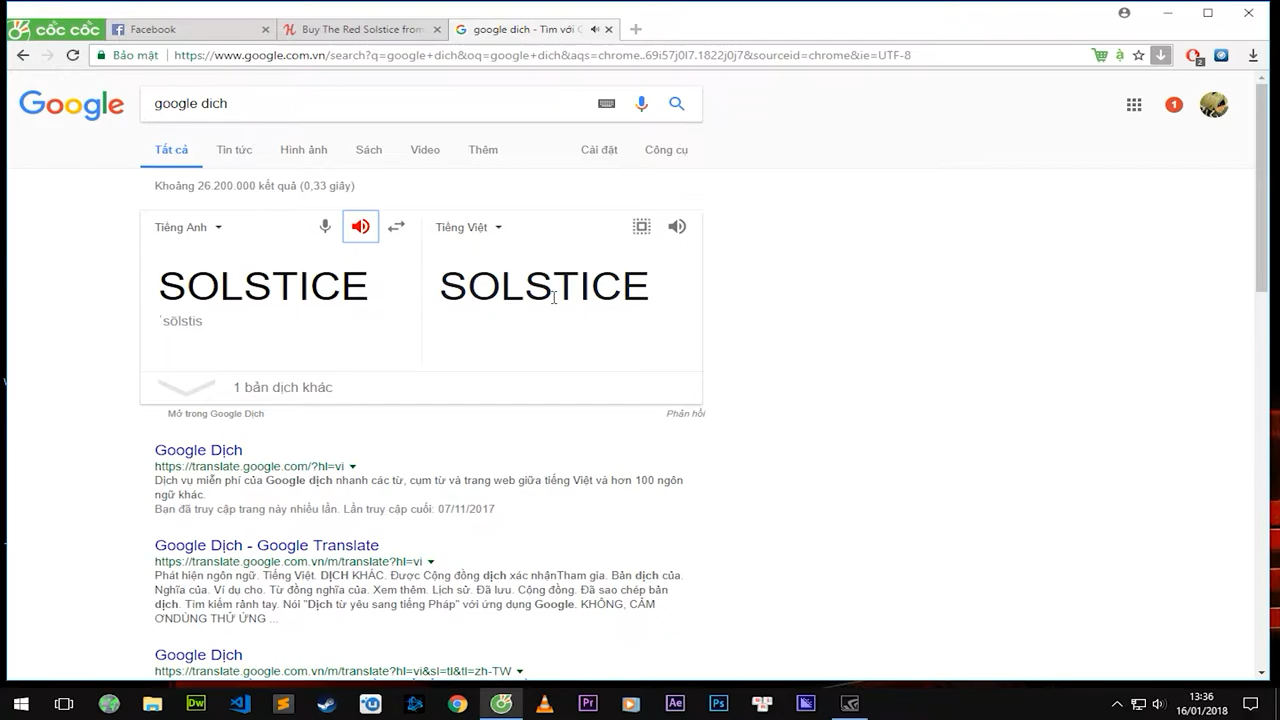 CỐC CỐC
Facebook
Buy The Red Solstice from
google dịch - Tìm với C
Bảo mật
https://www.google.com.vn/search?q=google+dich&oq=google+dich&aqs=chrome..69i57j0l7.1822j0j7&sourceid=chrome&ie=UTF-8
2
Google
google dich
1
Tất cả
Tin tức
Hình ảnh
Sách
Video
Thêm
Cài đặt
Công cụ
Khoảng 26.200.000 kết quả (0,33 giây)
Tiếng Anh
Tiếng Việt
SOLSTICE
SOLSTICE
ˈsōlstis
1 bản dịch khác
Mở trong Google Dịch
Phản hồi
Google Dịch
https://translate.google.com/?hl=vi
Dịch vụ miễn phí của Google dịch nhanh các từ, cụm từ và trang web giữa tiếng Việt và hơn 100 ngôn
ngữ khác.
Bạn đã truy cập trang này nhiều lần. Lần truy cập cuối: 07/11/2017
Google Dịch - Google Translate
https://translate.google.com.vn/m/translate?hl=vi
Phát hiện ngôn ngữ. Tiếng Việt. DỊCH KHÁC. Được Cộng đồng dịch xác nhậnTham gia. Bản dịch của.
Nghĩa của. Ví dụ cho. Từ đồng nghĩa của. Xem thêm. Lịch sử. Đã lưu. Cộng đồng. Đã sao chép bản
dịch. Tìm kiếm rảnh tay. Nói "Dịch từ yêu sang tiếng Pháp" với ứng dụng Google. KHÔNG, CẢM
ƠNDÙNG THỬ ỨNG ...
Google Dịch
https://translate.google.com.vn/m/translate?hl=vi&sl=tl&tl=zh-TW
Dw
Pr
Ae
Ps
13:36
16/01/2018